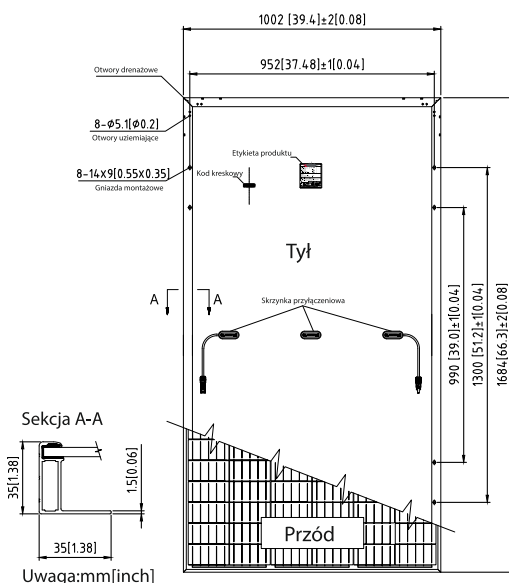 1002 [39.4]±2[0.08]
952[37.48]±1[0.04]
Otwory drenażowe
8-Φ5.1[Φ0.2]
Otwory uziemiające
8-14x9[0.55x0.35]
Gniazda montażowe
Etykieta produktu
Kod kreskowy
Tył
A
A
Skrzynka przyłączeniowa
990 [39.0]±1[0.04]
1300 [51.2]±1[0.04]
1684[66.3]±2[0.08]
Sekcja A-A
35[1.38]
1.5[0.06]
35[1.38]
Przód
Uwaga:mm[inch]